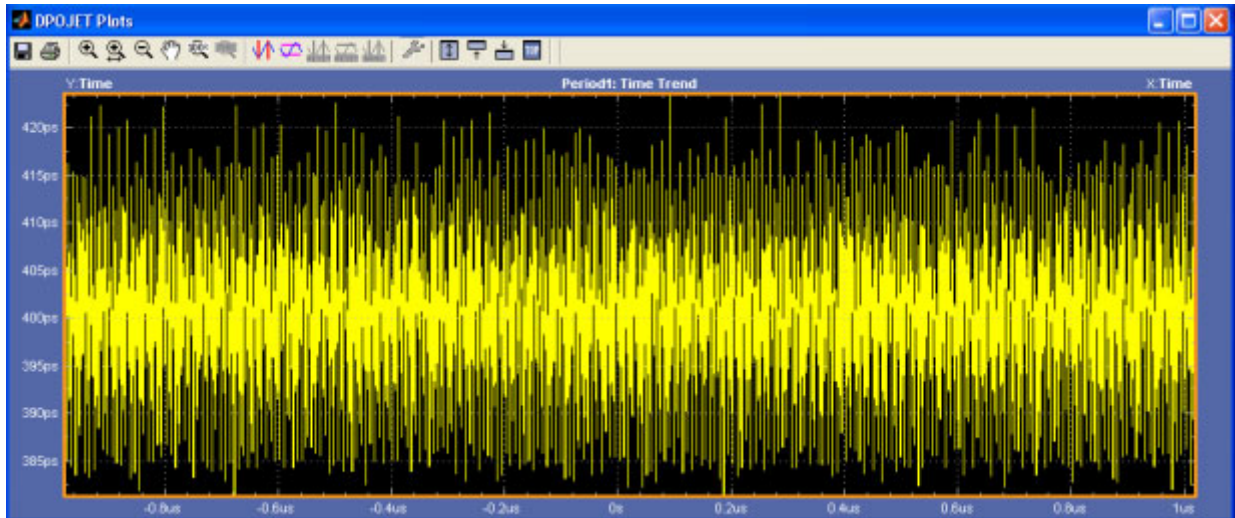 DPOJET Plots
Y:Time Period1: Time Trend X:Time
420ps
415ps
410ps
405ps
400ps
395ps
390ps
385ps
-0.8us -0.6us -0.4us -0.2us 0s 0.2us 0.4us 0.6us 0.8us 1us